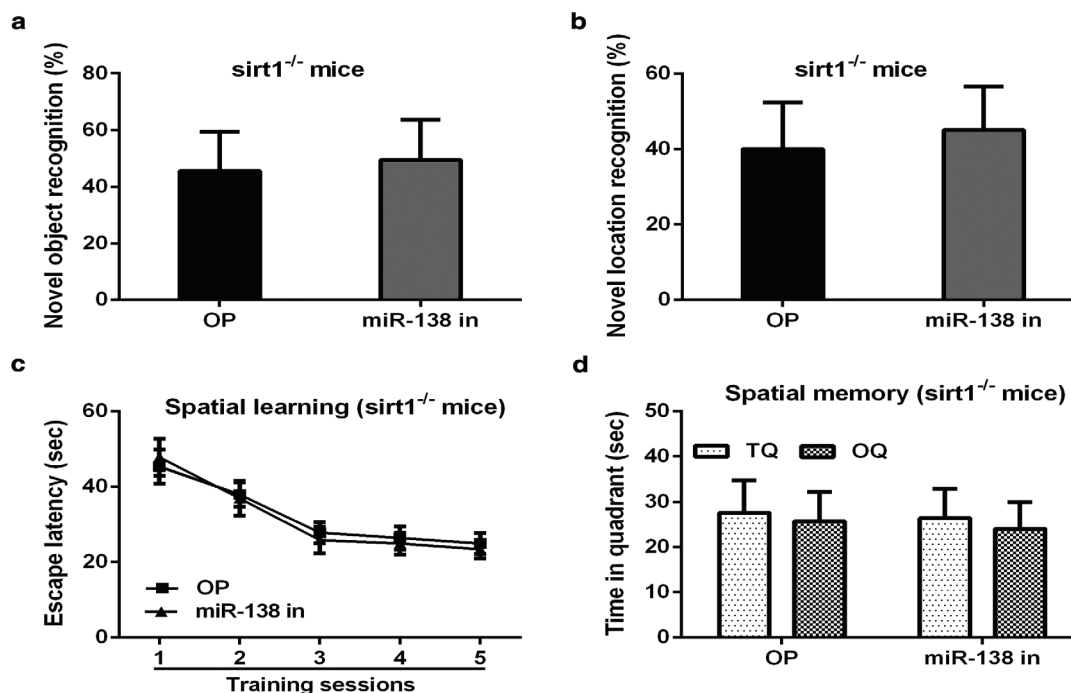 a
sirt1-/- mice
Novel object recognition (%)
80
60
40
20
0
OP
miR-138 in
b
sirt1-/- mice
Novel location recognition (%)
60
40
20
0
OP
miR-138 in
c
Spatial learning (sirt1-/- mice)
Escape latency (sec)
60
40
20
0
OP
miR-138 in
1 2 3 4 5
Training sessions
d
Spatial memory (sirt1-/- mice)
Time in quadrant (sec)
50
40
30
20
10
0
TQ OQ
OP
miR-138 in